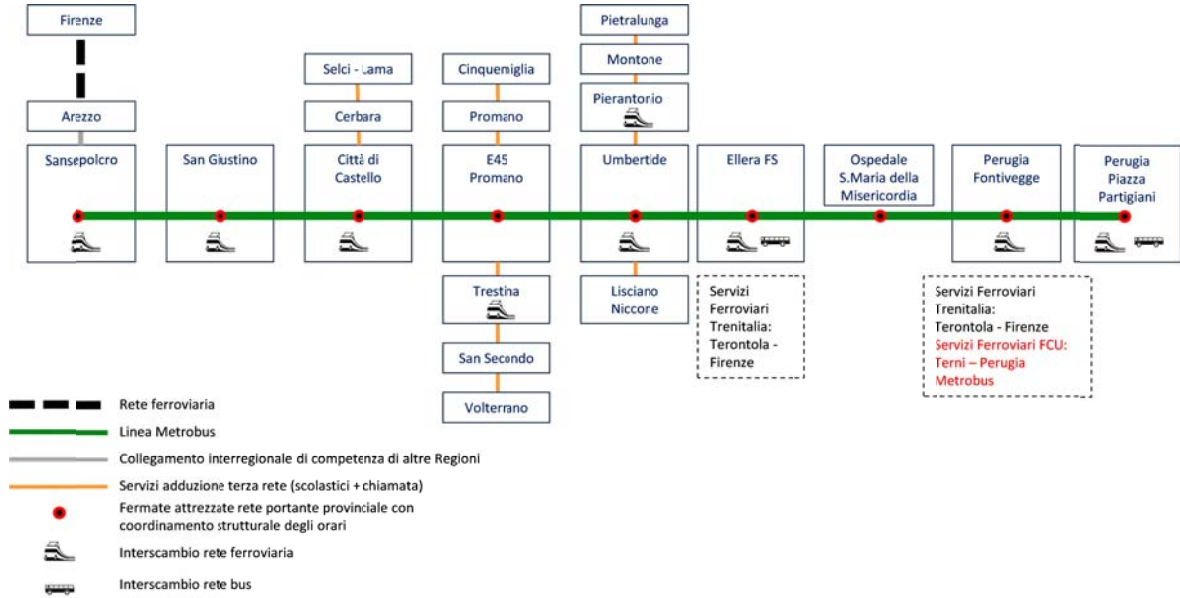 Firenze
Pietralunga
Selci - Lama
Cinqueniglia
Montone
Arezzo
Cerbara
Promano
Pierantorio
Sansepolcro
San Giustino
Città di
Castello
E45
Promano
Umbertide
Ellera FS
Ospedale
S.Maria della
Misericordia
Perugia
Fontivegge
Perugia
Piazza
Partigiani
Trestina
San Secondo
Volterrano
Lisciano
Niccore
Servizi
Ferroviari
Trenitalia:
Terontola -
Firenze
Servizi Ferroviari
Trenitalia:
Terontola - Firenze
Servizi Ferroviari FCU:
Terni – Perugia
Metrobus
Rete ferroviaria
Linea Metrobus
Collegamento interregionale di competenza di altre Regioni
Servizi adduzione terza rete (scolastici + chiamata)
Fermate attrezzate rete portante provinciale con
coordinamento strutturale degli orari
Interscambio rete ferroviaria
Interscambio rete bus